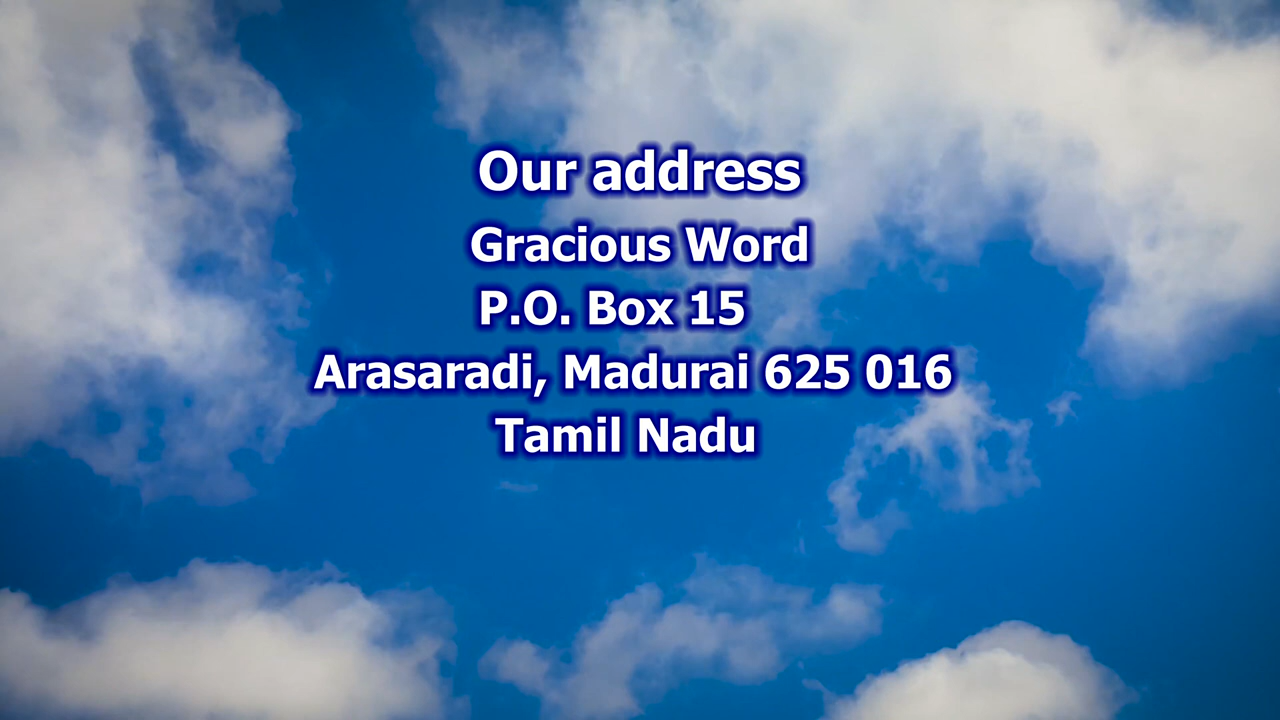 Our address
Gracious Word
P.O. Box 15
Arasaradi, Madurai 625 016
Tamil Nadu